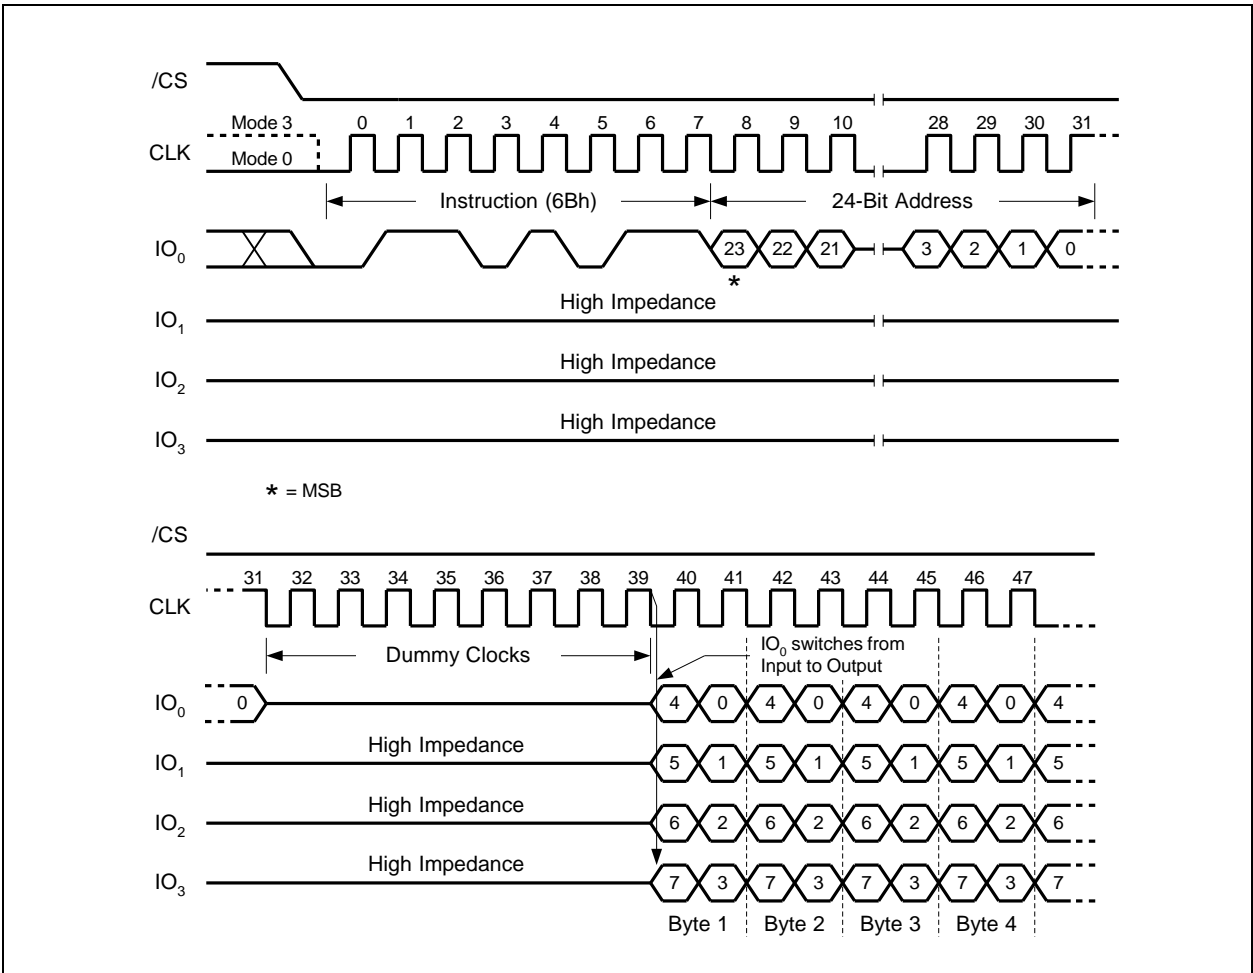 /CS
Mode 3 0 1 2 3 4 5 6 7 8 9 10 28 29 30 31
CLK
Mode 0
Instruction (6Bh) 24-Bit Address
IO0 23 22 21 3 2 1 0
*
High Impedance
IO1
High Impedance
IO2
High Impedance
IO3
* = MSB
/CS
31 32 33 34 35 36 37 38 39 40 41 42 43 44 45 46 47
CLK
IO0 switches from
Dummy Clocks Input to Output
IO0 0 4 0 4 0 4 0 4 0 4
High Impedance
IO1 5 1 5 1 5 1 5 1 5
High Impedance
IO2 6 2 6 2 6 2 6 2 6
High Impedance
IO3 7 3 7 3 7 3 7 3 7
Byte 1 Byte 2 Byte 3 Byte 4